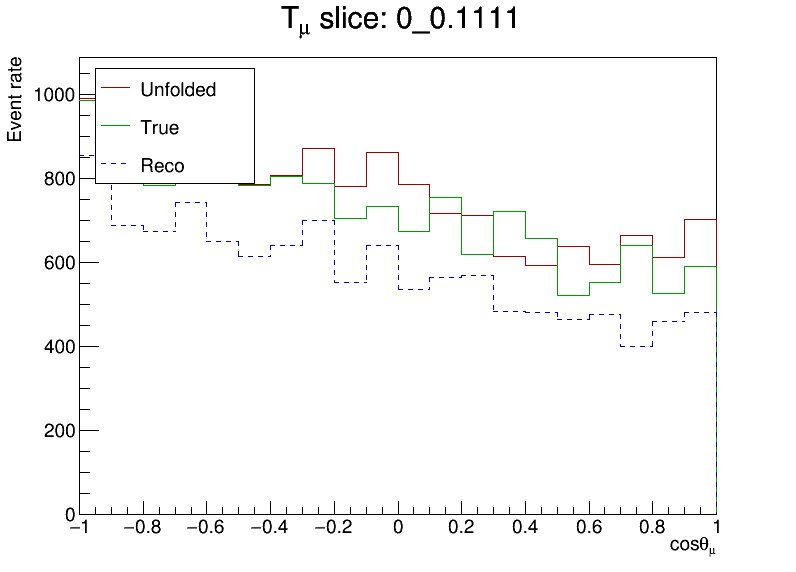 Tμ slice: 0_0.1111
Event rate
Unfolded
True
Reco
1000
800
600
400
200
0
−1 −0.8 −0.6 −0.4 −0.2 0 0.2 0.4 0.6 0.8 1
cosθμ